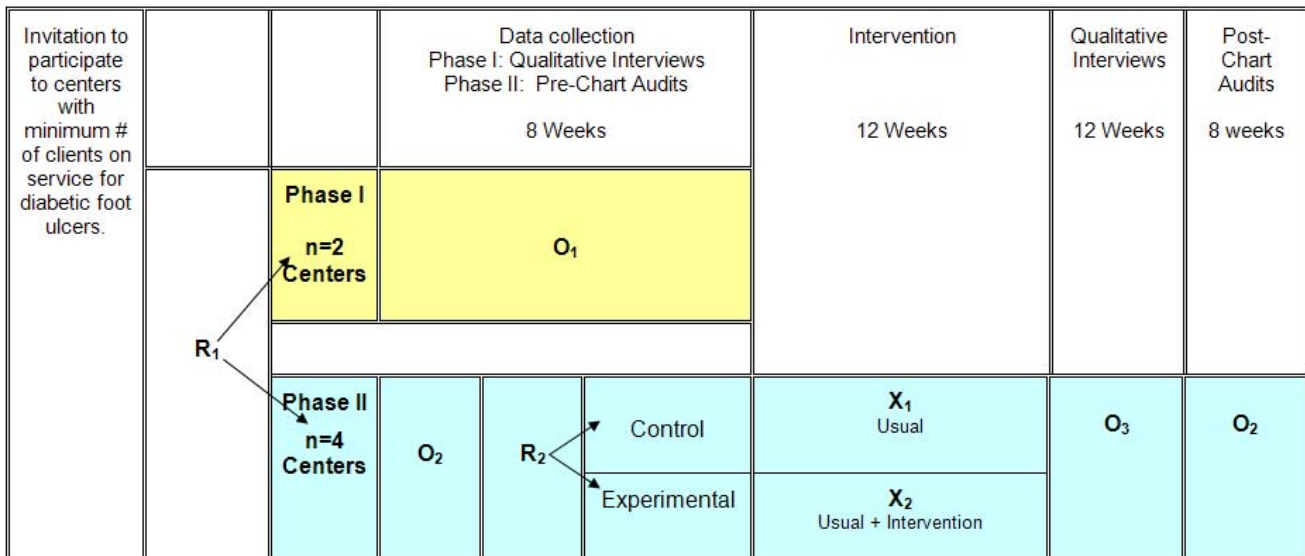 Invitation to
participate
to centers
with
minimum #
of clients on
service for
diabetic foot
ulcers.
Data collection
Phase I: Qualitative Interviews
Phase II:  Pre-Chart Audits
8 Weeks
Intervention
12 Weeks
Qualitative
Interviews
12 Weeks
Post-
Chart
Audits
8 weeks
R₁
Phase I
n=2
Centers
O₁
Phase II
n=4
Centers
O₂
R₂
Control
Experimental
X₁
Usual
X₂
Usual + Intervention
O₃
O₂